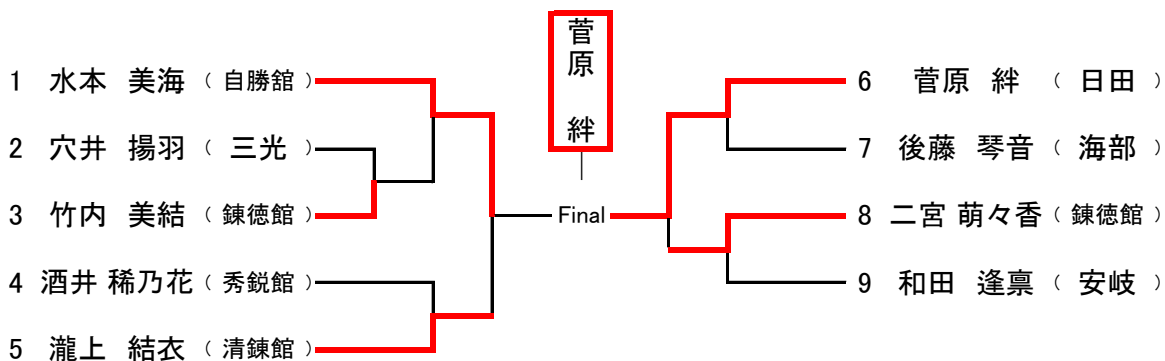 菅原 絆
1 水本 美海 （ 自勝舘 ）
2 穴井 揚羽 （ 三光 ）
3 竹内 美結 （ 錬徳館 ）
4 酒井 稀乃花 （ 秀鋭館 ）
5 瀧上 結衣 （ 清錬館 ）
Final
6 菅原 絆 （ 日田 ）
7 後藤 琴音 （ 海部 ）
8 二宮 萌々香 （ 錬徳館 ）
9 和田 逢禀 （ 安岐 ）